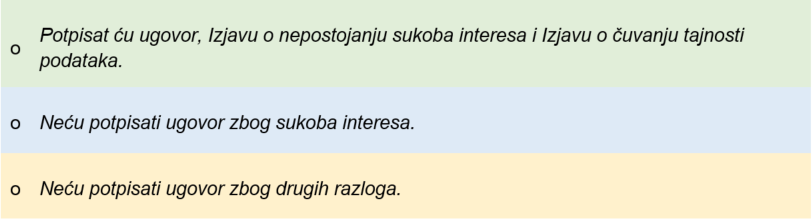 o Potpisat ću ugovor, Izjavu o nepostojanju sukoba interesa i Izjavu o čuvanju tajnosti
podataka.
o Neću potpisati ugovor zbog sukoba interesa.
o Neću potpisati ugovor zbog drugih razloga.